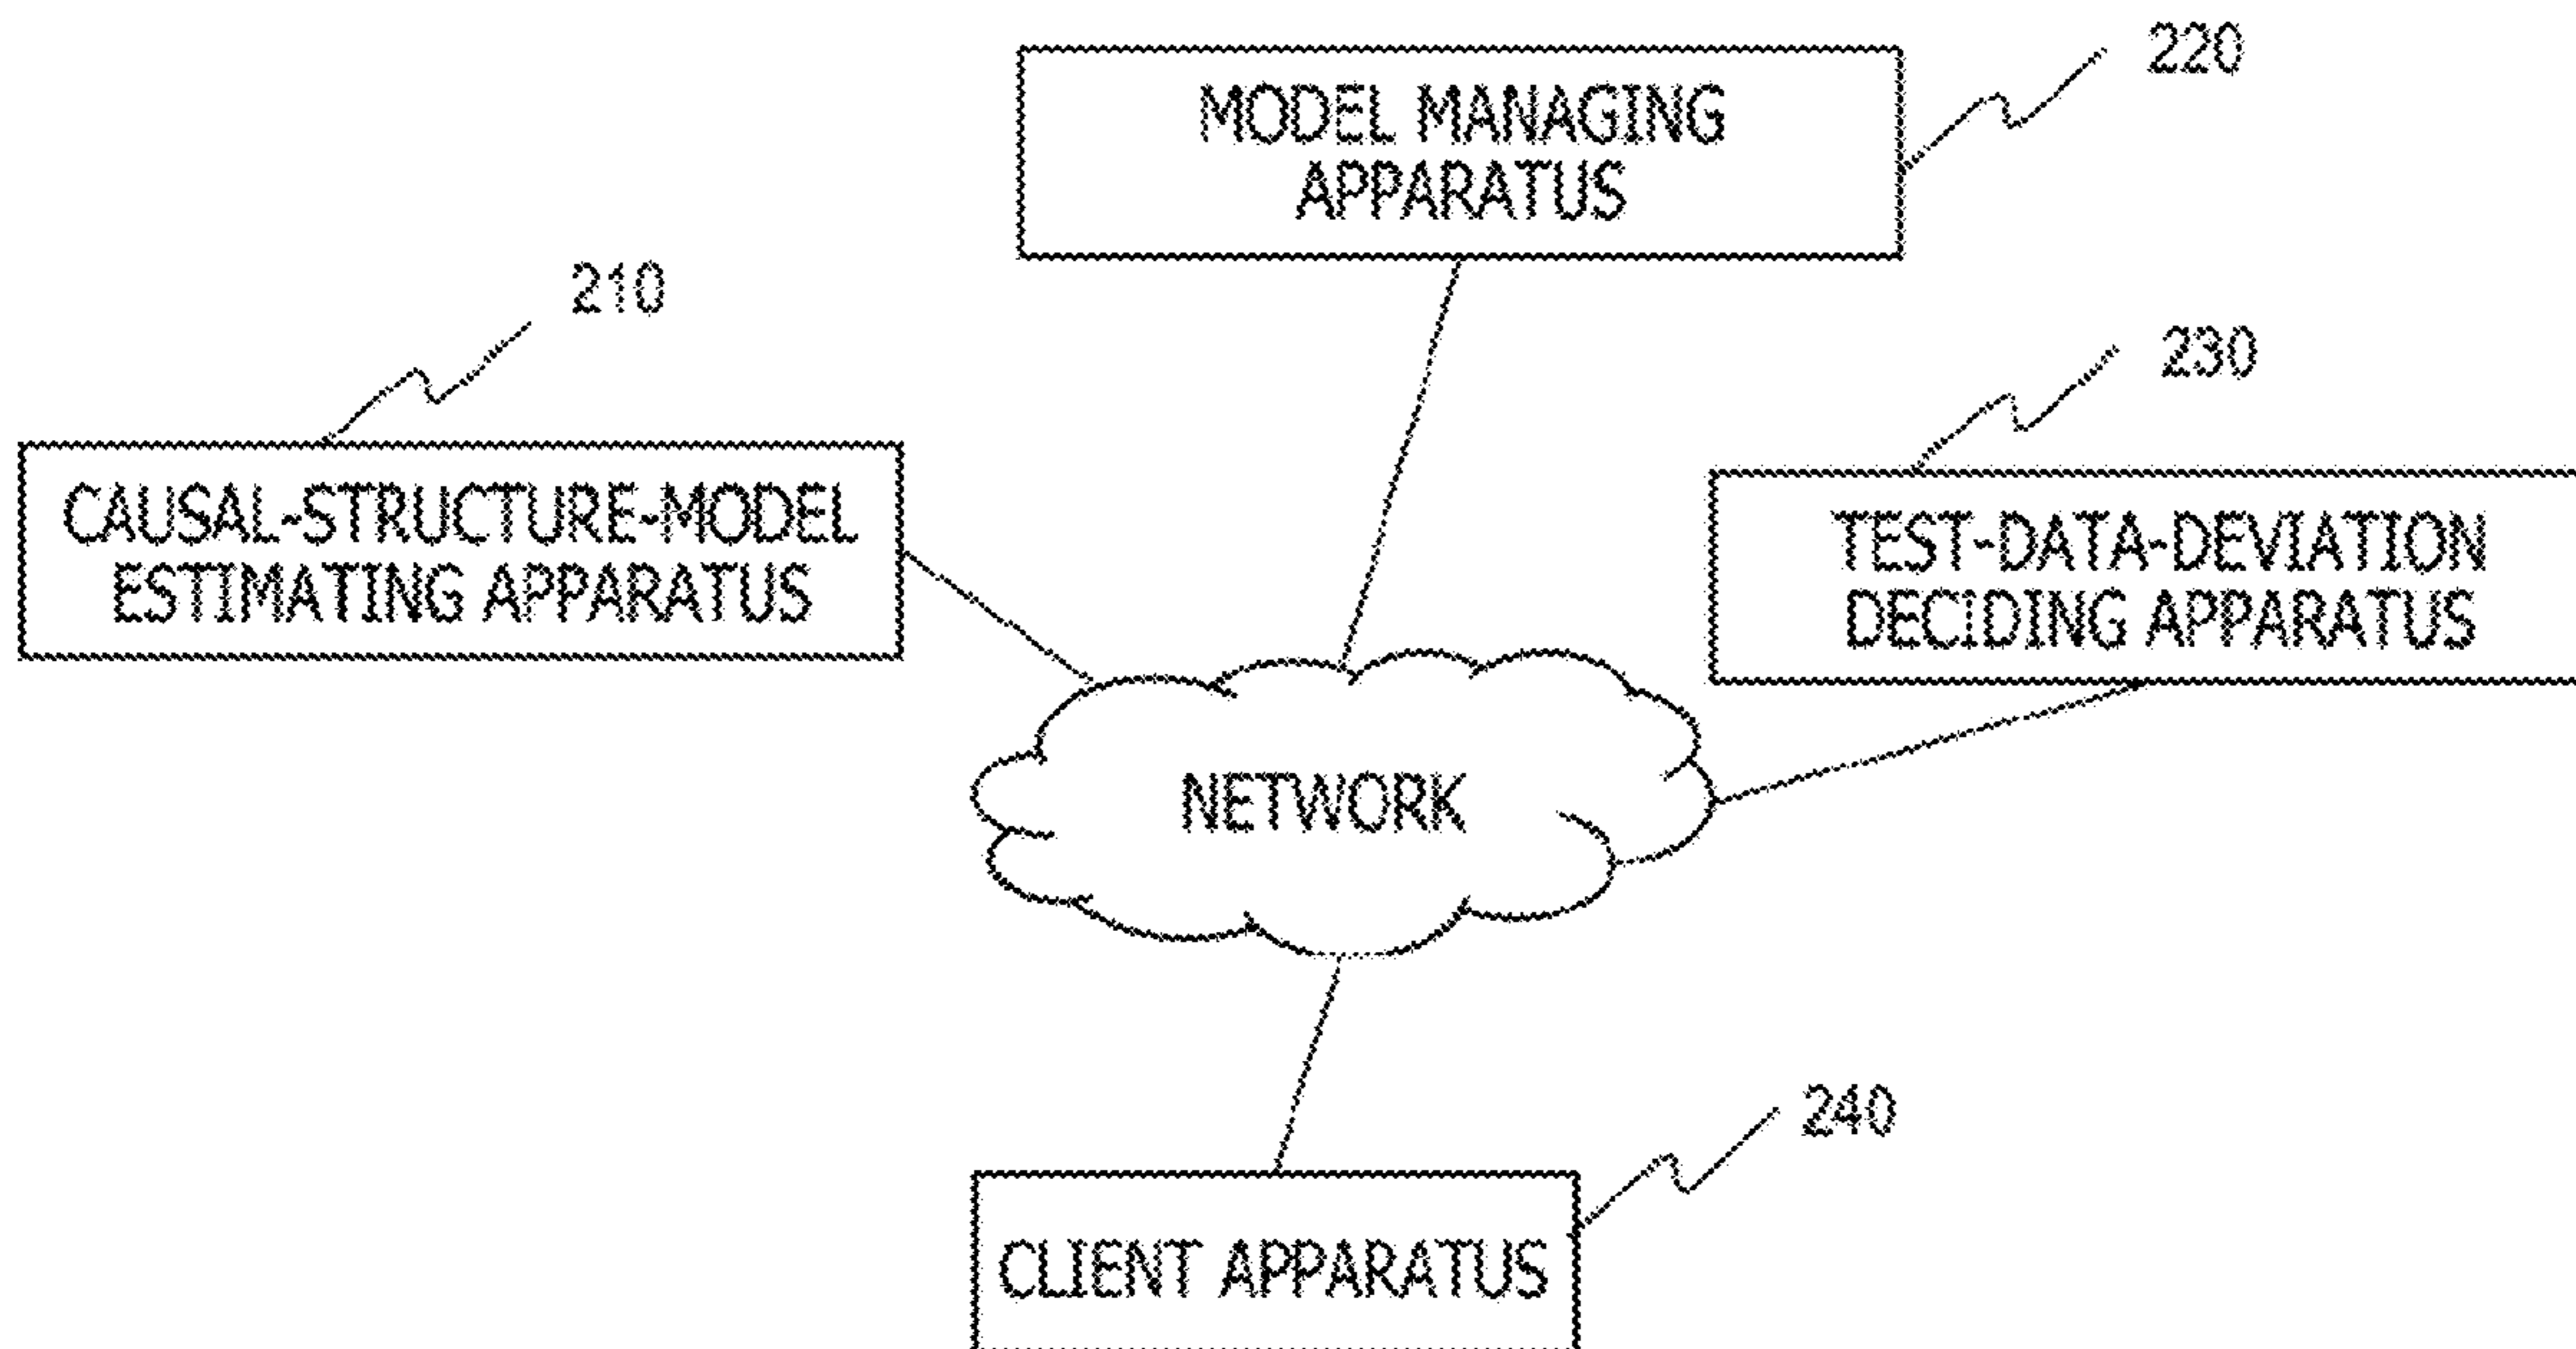 220
MODEL MANAGING
APPARATUS
210
230
CAUSAL-STRUCTURE-MODEL
ESTIMATING APPARATUS
TEST-DATA-DEVIATION
DECIDING APPARATUS
NETWORK
240
CLIENT APPARATUS